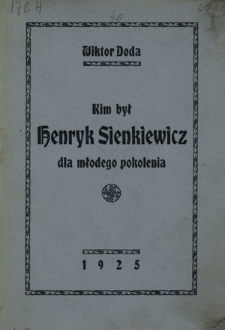 Wiktor Doda
Kim był
Henryk Sienkiewicz
dla młodego pokolenia
1925